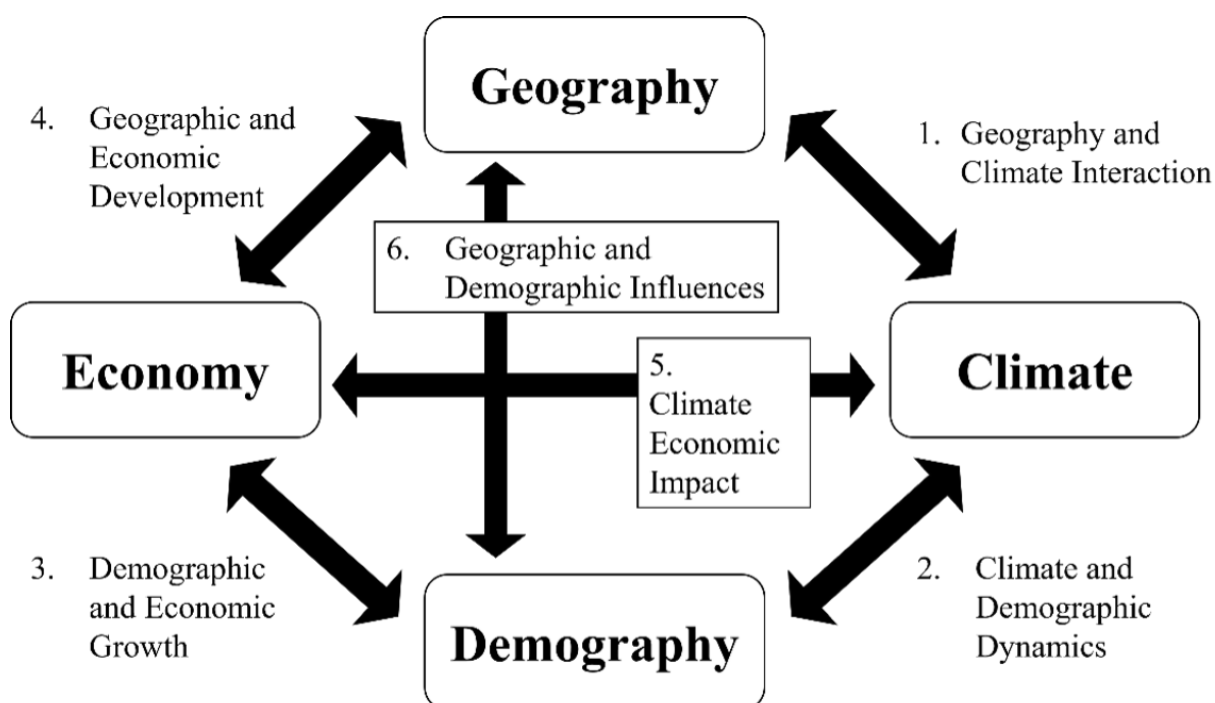 Geography
4. Geographic and
Economic
Development
1. Geography and
Climate Interaction
6. Geographic and
Demographic Influences
Economy
5.
Climate
Economic
Impact
Climate
3. Demographic
and Economic
Growth
2. Climate and
Demographic
Dynamics
Demography